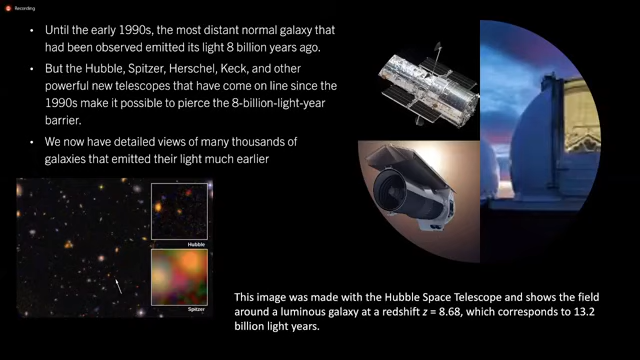 Recording
• Until the early 1990s, the most distant normal galaxy that
had been observed emitted its light 8 billion years ago.
• But the Hubble, Spitzer, Herschel, Keck, and other
powerful new telescopes that have come on line since the
1990s make it possible to pierce the 8-billion-light-year
barrier.
• We now have detailed views of many thousands of
galaxies that emitted their light much earlier
Hubble
Spitzer
This image was made with the Hubble Space Telescope and shows the field
around a luminous galaxy at a redshift z = 8.68, which corresponds to 13.2
billion light years.